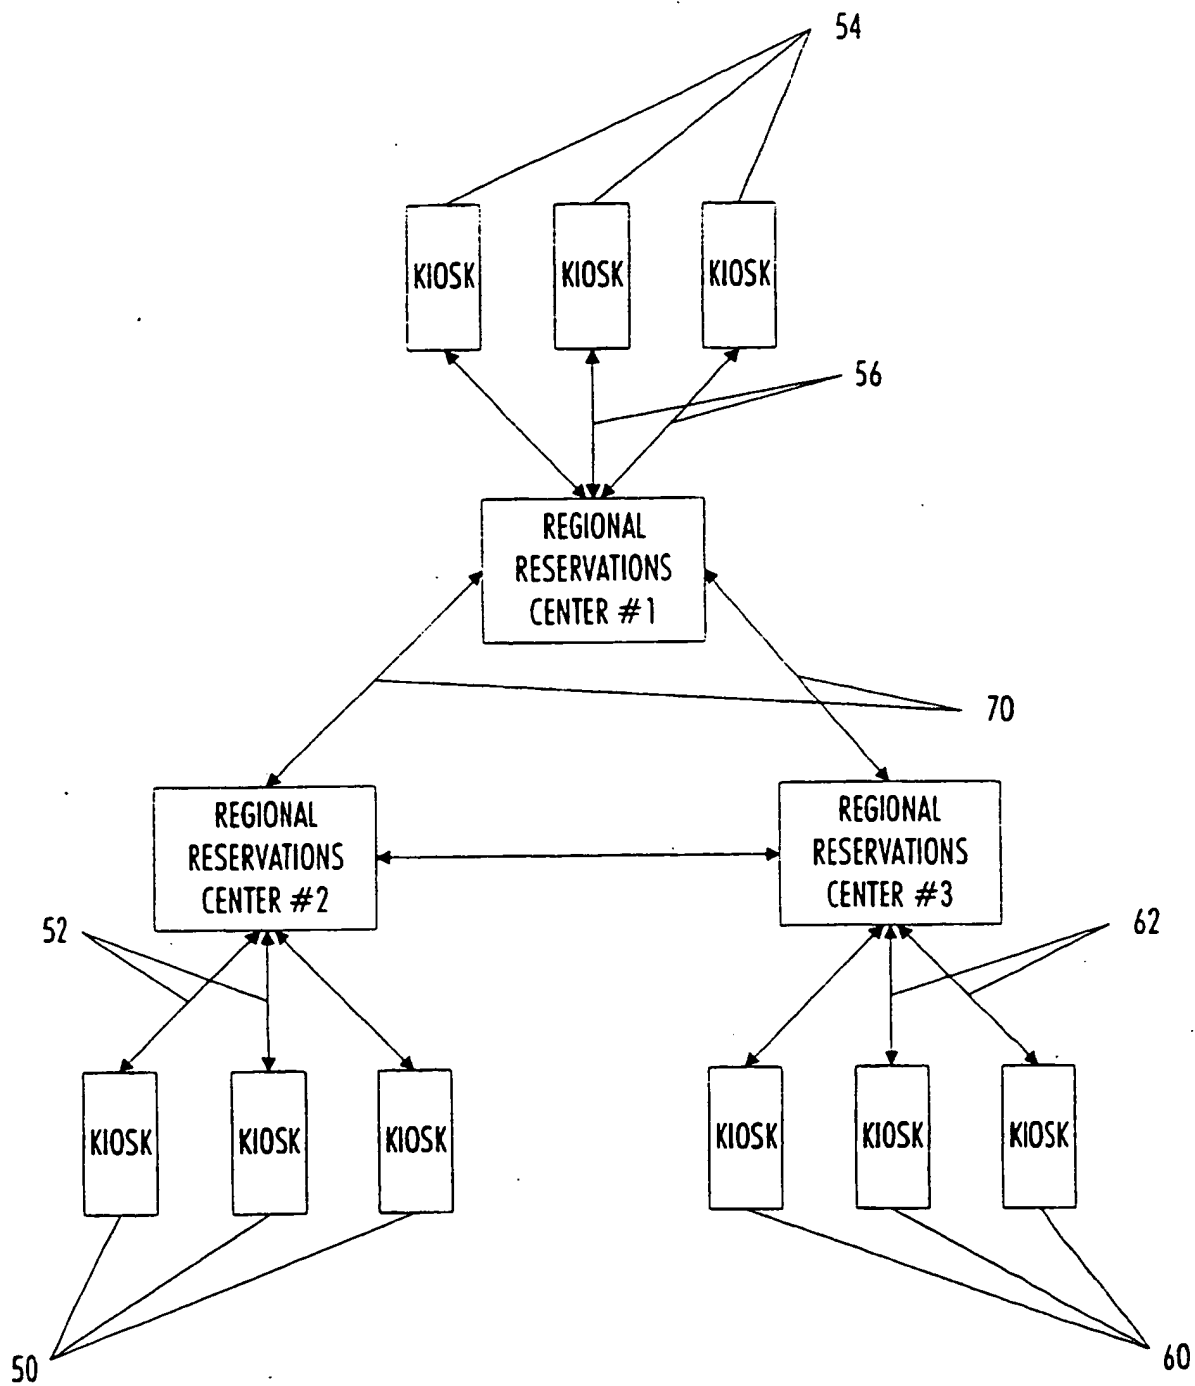 54
KIOSK
KIOSK
KIOSK
56
REGIONAL
RESERVATIONS
CENTER #1
70
REGIONAL
RESERVATIONS
CENTER #2
REGIONAL
RESERVATIONS
CENTER #3
52
62
KIOSK
KIOSK
KIOSK
KIOSK
KIOSK
KIOSK
50
60